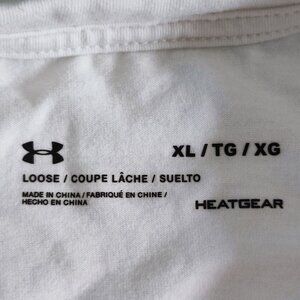 XL / TG / XG
LOOSE / COUPE LÂCHE / SUELTO
MADE IN CHINA / FABRIQUÉ EN CHINE /
HECHO EN CHINA
HEATGEAR